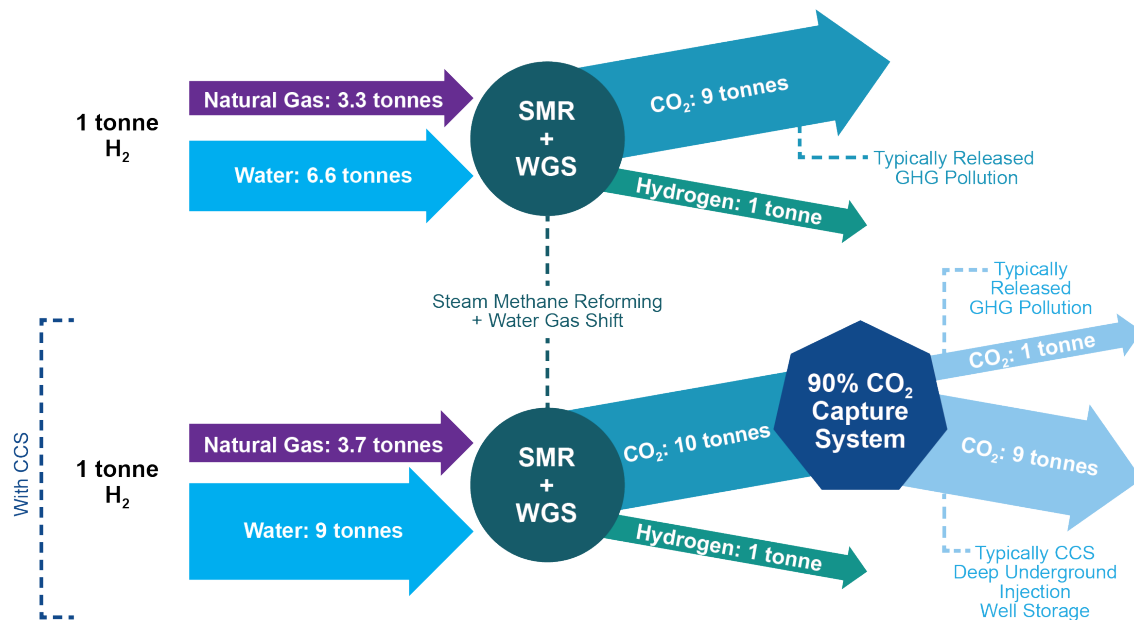 1 tonne
H₂
Natural Gas: 3.3 tonnes
Water: 6.6 tonnes
SMR
+
WGS
CO₂: 9 tonnes
Typically Released
GHG Pollution
Hydrogen: 1 tonne
Steam Methane Reforming
+ Water Gas Shift
With CCS
1 tonne
H₂
Natural Gas: 3.7 tonnes
Water: 9 tonnes
SMR
+
WGS
CO₂: 10 tonnes
Hydrogen: 1 tonne
90% CO₂
Capture
System
Typically
Released
GHG Pollution
CO₂: 1 tonne
CO₂: 9 tonnes
Typically CCS
Deep Underground
Injection
Well Storage